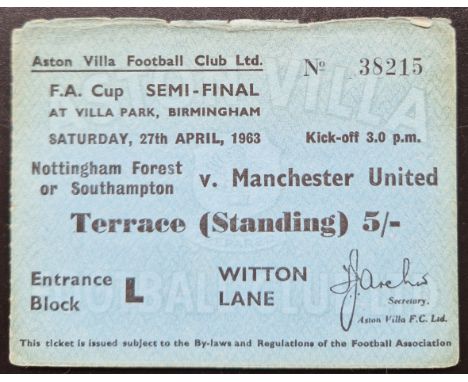 Aston Villa Football Club Ltd.
Nº 38215
F.A. Cup SEMI-FINAL
AT VILLA PARK, BIRMINGHAM
SATURDAY, 27th APRIL, 1963 Kick-off 3.0 p.m.
Nottingham Forest
or Southampton
v. Manchester United
Terrace (Standing) 5/-
Entrance
Block
L
WITTON
LANE
Secretary.
Aston Villa F.C. Ltd.
This ticket is issued subject to the By-laws and Regulations of the Football Association